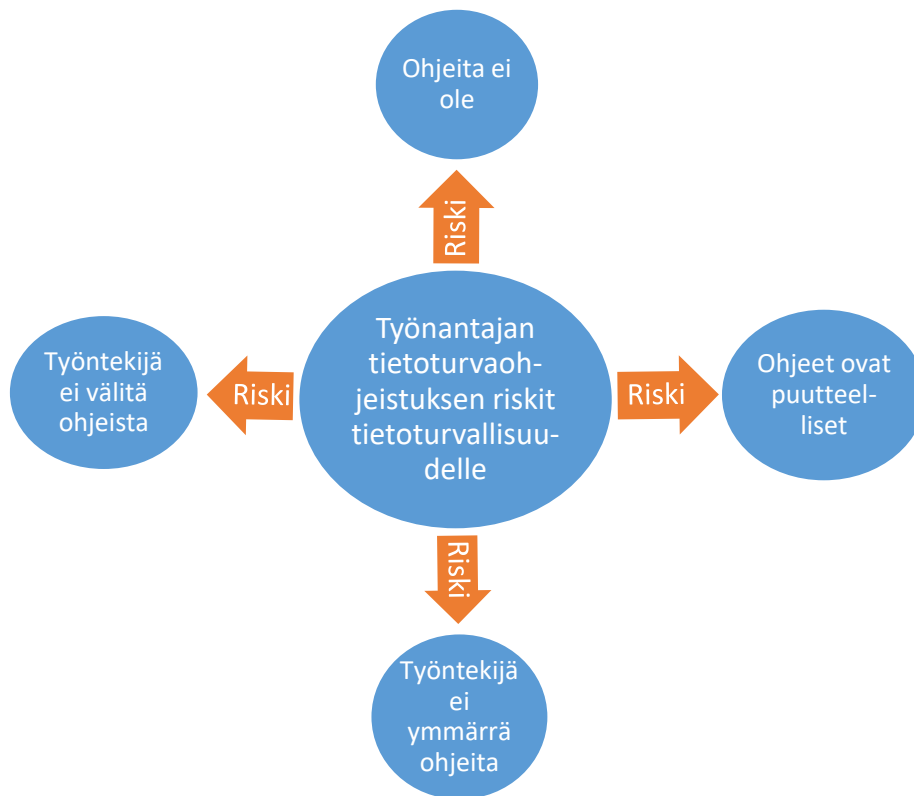 Ohjeita ei
ole
Riski
Työnantajan
tietoturvaoh-
jeistuksen riskit
tietoturvallisuu-
delle
Työntekijä
ei välitä
ohjeista
Riski
Riski
Ohjeet ovat
puutteel-
liset
Riski
Työntekijä
ei
ymmärrä
ohjeita